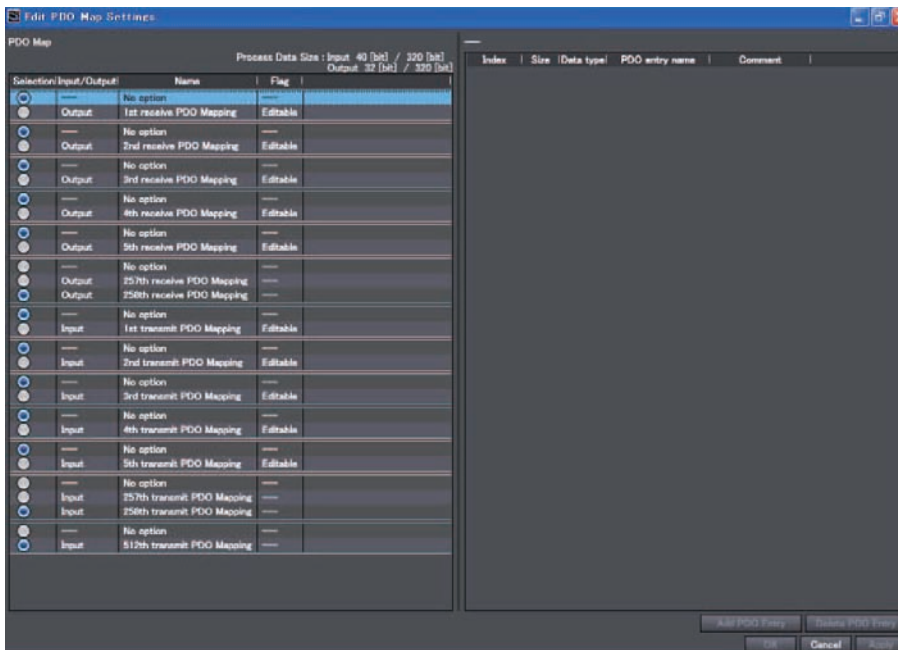 Edit PDO Map Settings
PDO Map
Process Data Size : Input 40 [bit] / 320 [bit]
Output 32 [bit] / 320 [bit]
Selection Input/Output Name Flag
---- No option ----
Output 1st receive PDO Mapping Editable
---- No option ----
Output 2nd receive PDO Mapping Editable
---- No option ----
Output 3rd receive PDO Mapping Editable
---- No option ----
Output 4th receive PDO Mapping Editable
---- No option ----
Output 5th receive PDO Mapping Editable
---- No option ----
Output 257th receive PDO Mapping ----
Output 258th receive PDO Mapping ----
---- No option ----
Input 1st transmit PDO Mapping Editable
---- No option ----
Input 2nd transmit PDO Mapping Editable
---- No option ----
Input 3rd transmit PDO Mapping Editable
---- No option ----
Input 4th transmit PDO Mapping Editable
---- No option ----
Input 5th transmit PDO Mapping Editable
---- No option ----
Input 257th transmit PDO Mapping ----
Input 258th transmit PDO Mapping ----
---- No option ----
Input 512th transmit PDO Mapping ----
----
Index Size Data type PDO entry name Comment
Add PDO Entry Delete PDO Entry
OK Cancel Apply